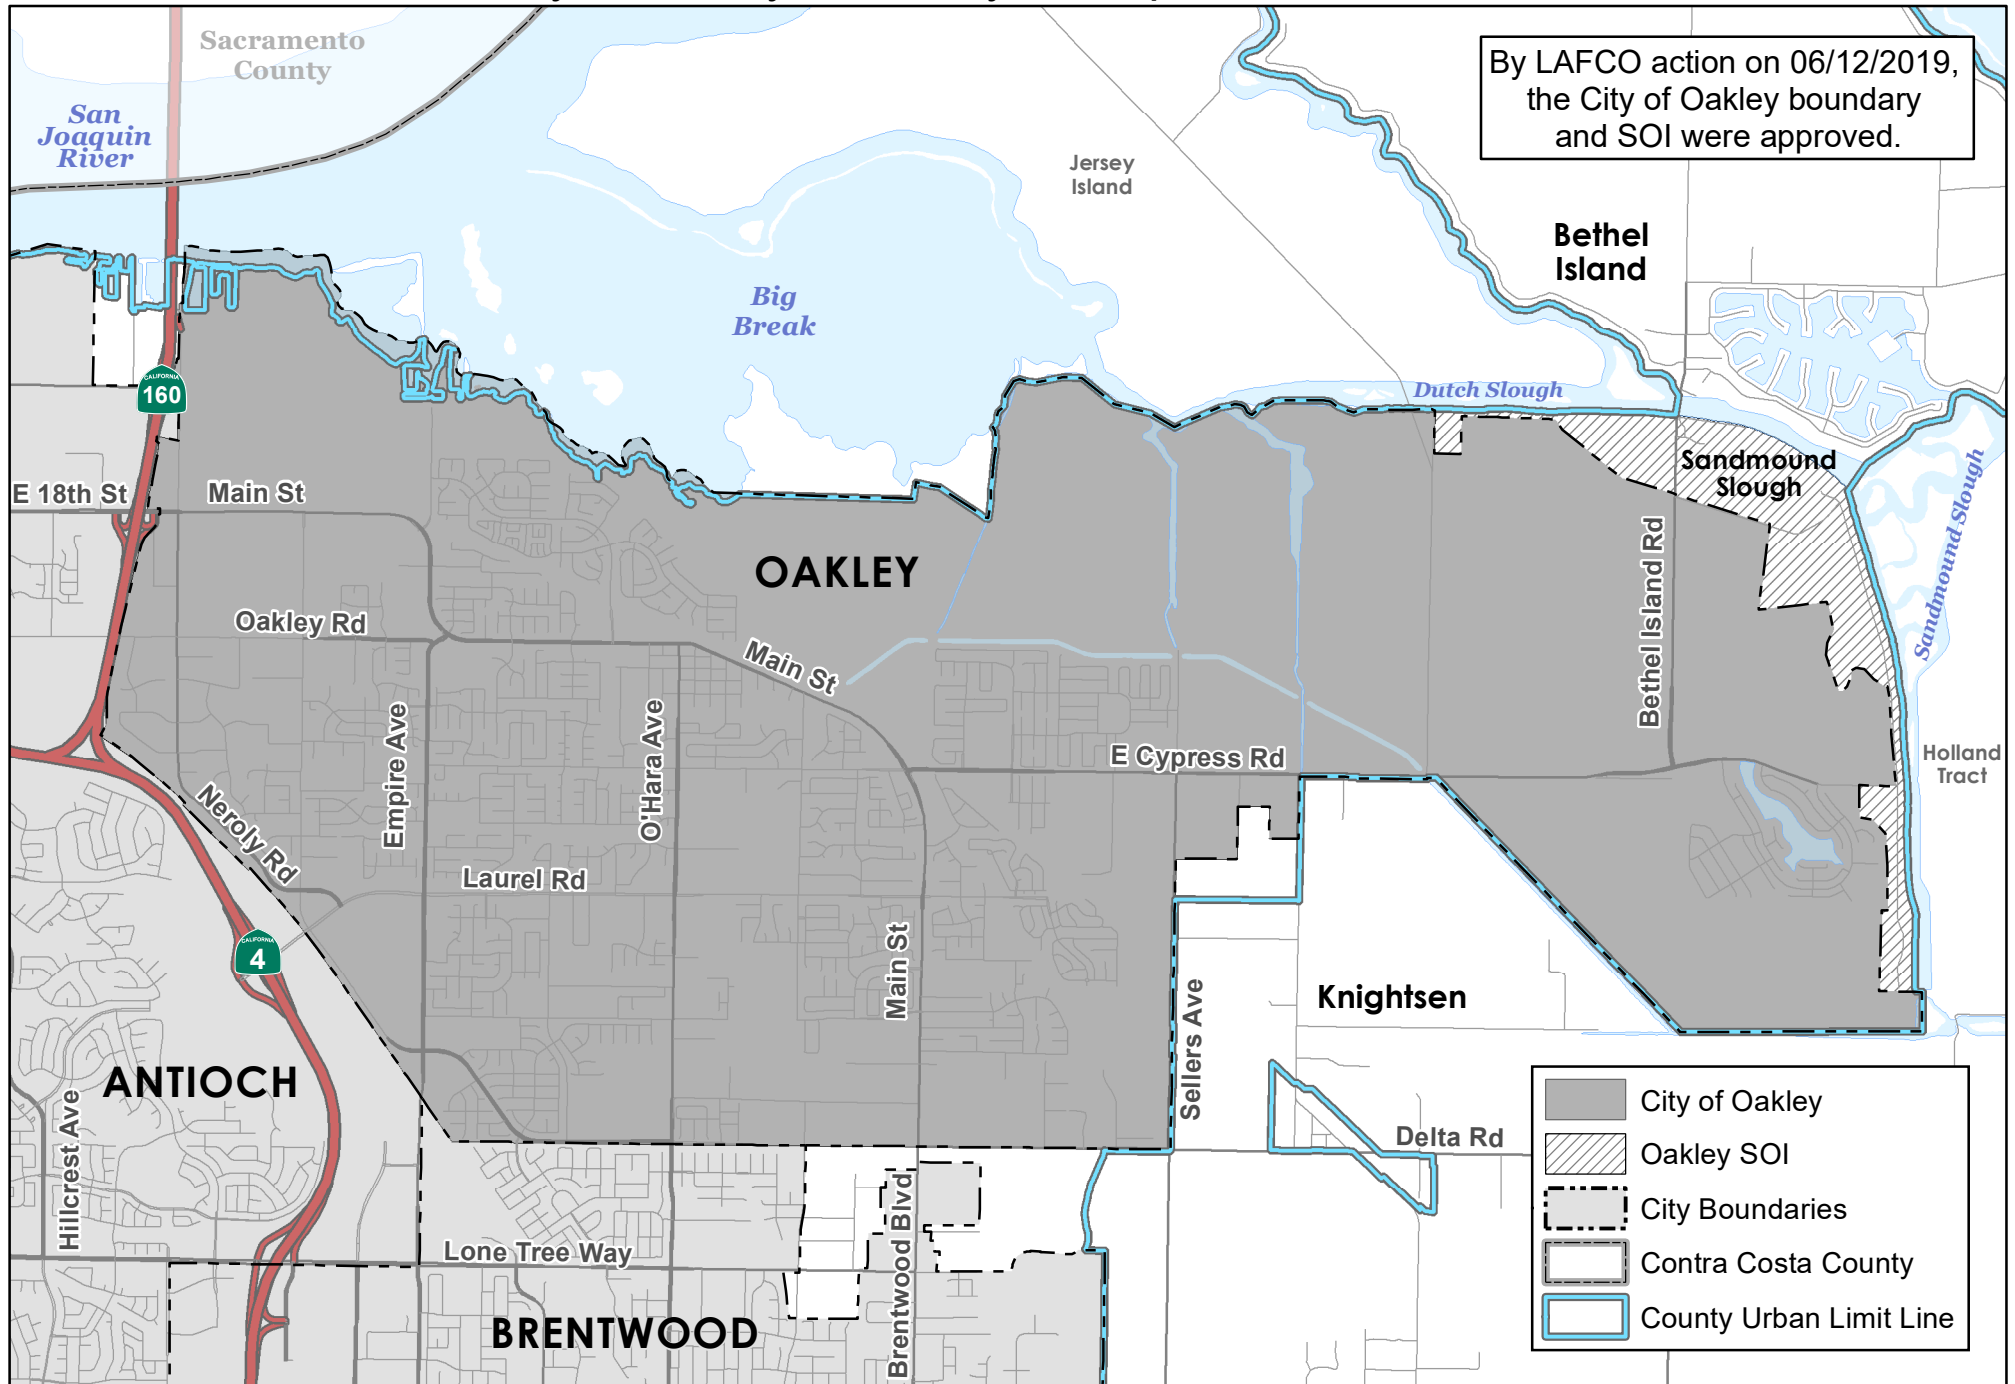 Sacramento
County
By LAFCO action on 06/12/2019,
the City of Oakley boundary
and SOI were approved.
San
Joaquin
River
Jersey
Island
Bethel
Island
Big
Break
CALIFORNIA
160
Dutch Slough
Sandmound
Slough
E 18th St
Main St
Sandmound Slough
OAKLEY
Bethel Island Rd
Oakley Rd
Main St
Empire Ave
O'Hara Ave
E Cypress Rd
Holland
Tract
Neroly Rd
Laurel Rd
CALIFORNIA
4
Main St
Knightsen
Sellers Ave
ANTIOCH
Hillcrest Ave
Delta Rd
Brentwood Blvd
Lone Tree Way
BRENTWOOD
City of Oakley
Oakley SOI
City Boundaries
Contra Costa County
County Urban Limit Line